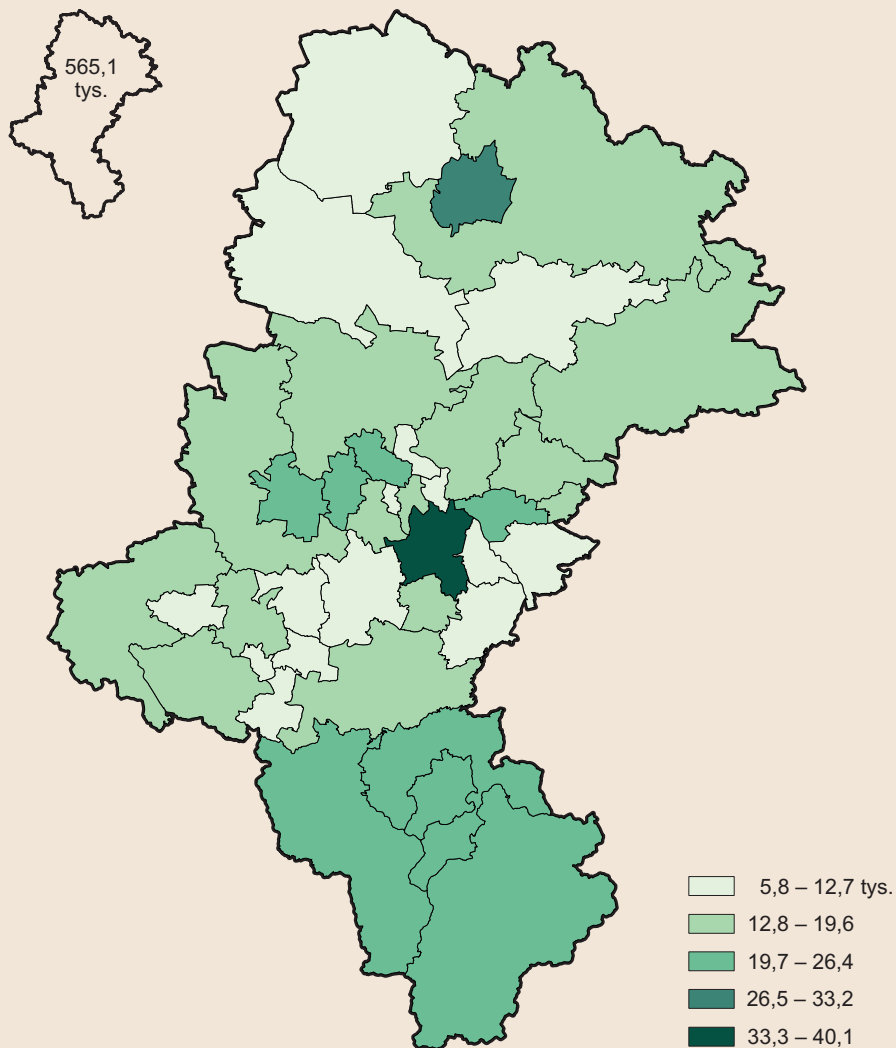 565,1
tys.
5,8 – 12,7 tys.
12,8 – 19,6
19,7 – 26,4
26,5 – 33,2
33,3 – 40,1